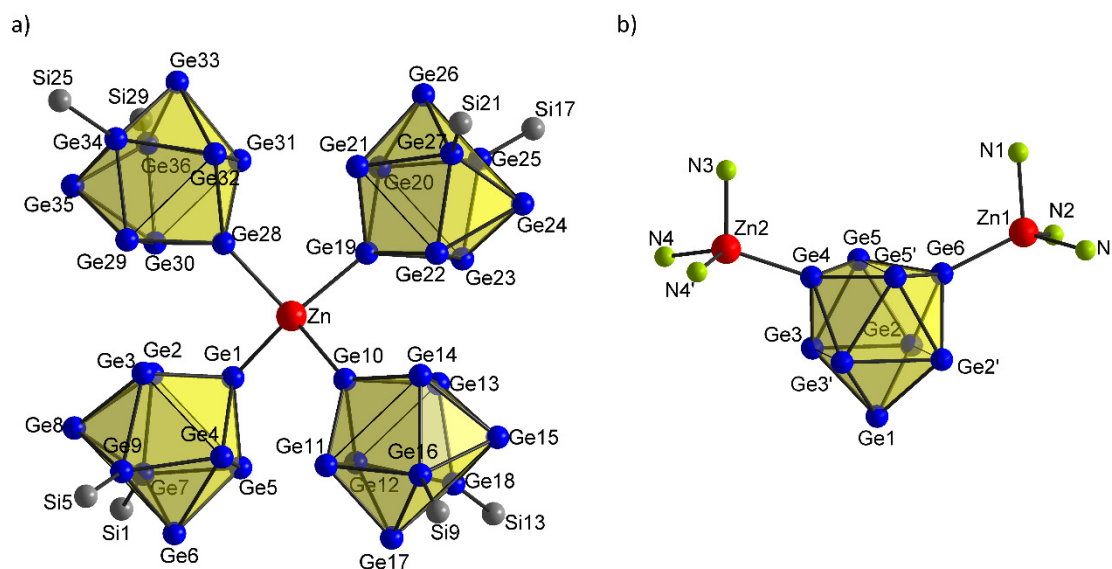 a)
b)
Ge33
Si25
Si29
Ge34
Ge31
Ge36
Ge32
Ge35
Ge28
Ge29
Ge30
Ge26
Si21
Si17
Ge21
Ge27
Ge25
Ge20
Ge24
Ge19
Ge22
Ge23
Zn
Ge3
Ge2
Ge1
Ge8
Ge9
Ge4
Ge7
Ge5
Si5
Si1
Ge6
Ge10
Ge14
Ge13
Ge15
Ge11
Ge16
Ge12
Ge18
Si9
Si13
Ge17
N3
N1
Zn2
Zn1
N2
N4
N
N4'
Ge4
Ge5
Ge5'
Ge6
Ge3
Ge2
Ge3'
Ge2'
Ge1